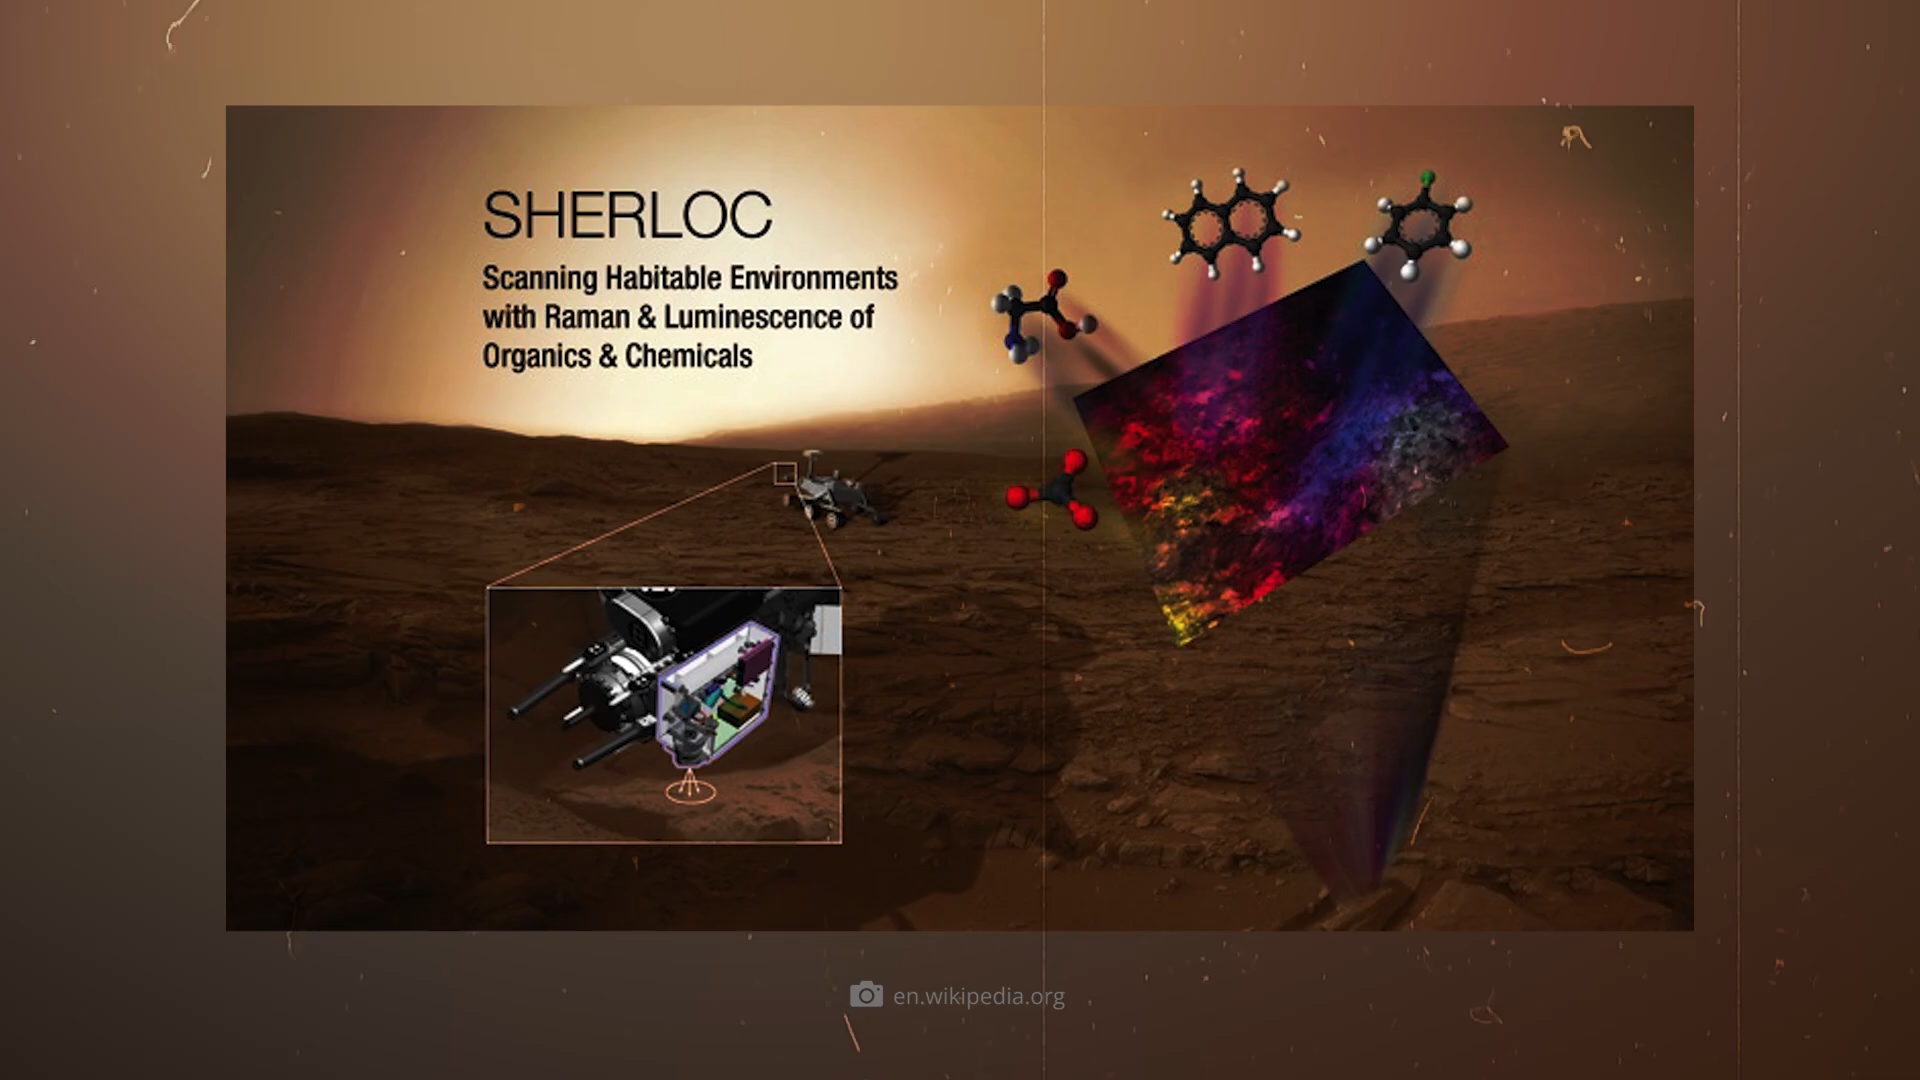 SHERLOC
Scanning Habitable Environments
with Raman & Luminescence of
Organics & Chemicals
en.wikipedia.org